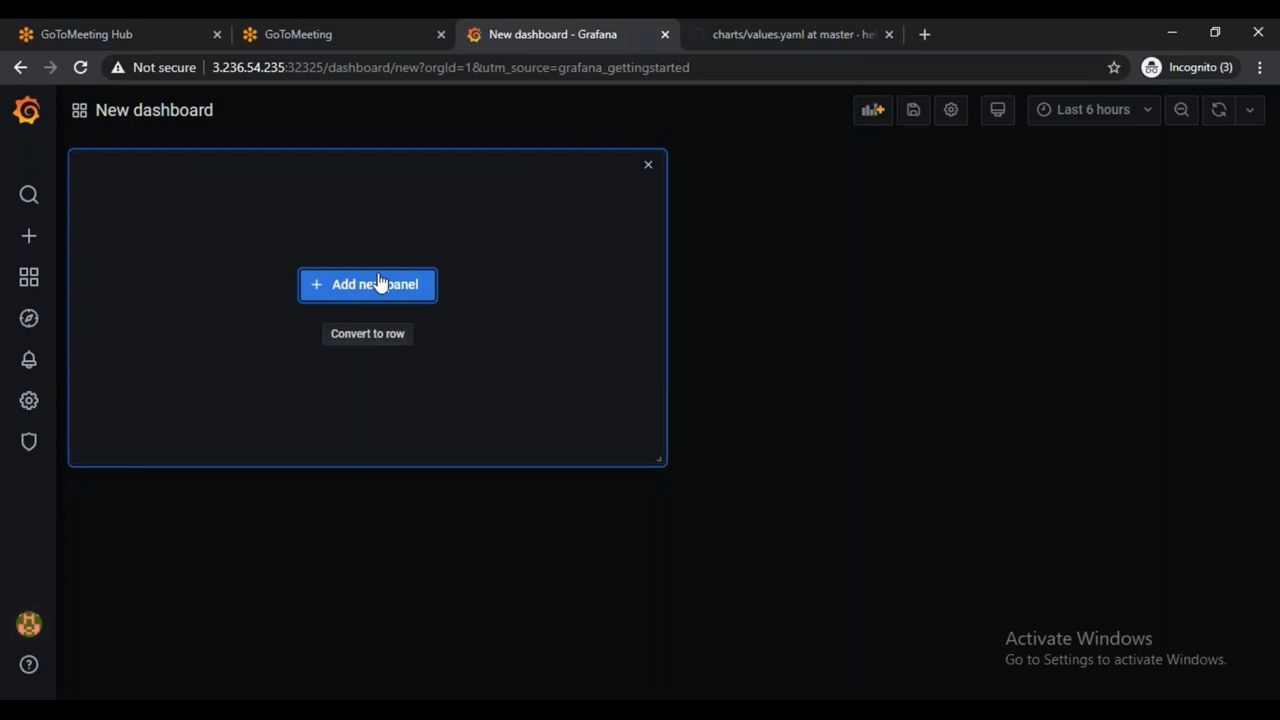 GoToMeeting Hub
GoToMeeting
New dashboard - Grafana
charts/values.yaml at master · he
Not secure
3.236.54.235:32325/dashboard/new?orgId=1&utm_source=grafana_gettingstarted
Incognito (3)
New dashboard
Last 6 hours
+ Add new panel
Convert to row
Activate Windows
Go to Settings to activate Windows.